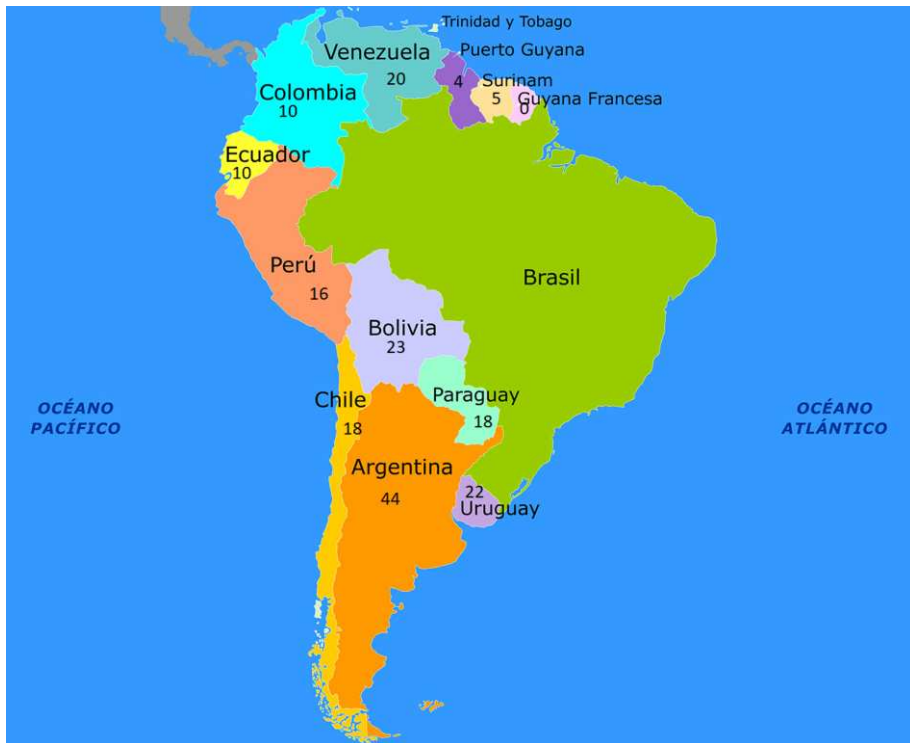 Trinidad y Tobago
Venezuela
20
Puerto Guyana
4
Surinam
5
Guyana Francesa
0
Colombia
10
Ecuador
10
Perú
16
Brasil
Bolivia
23
Chile
18
Paraguay
18
OCÉANO
PACÍFICO
OCÉANO
ATLÁNTICO
Argentina
44
22
Uruguay